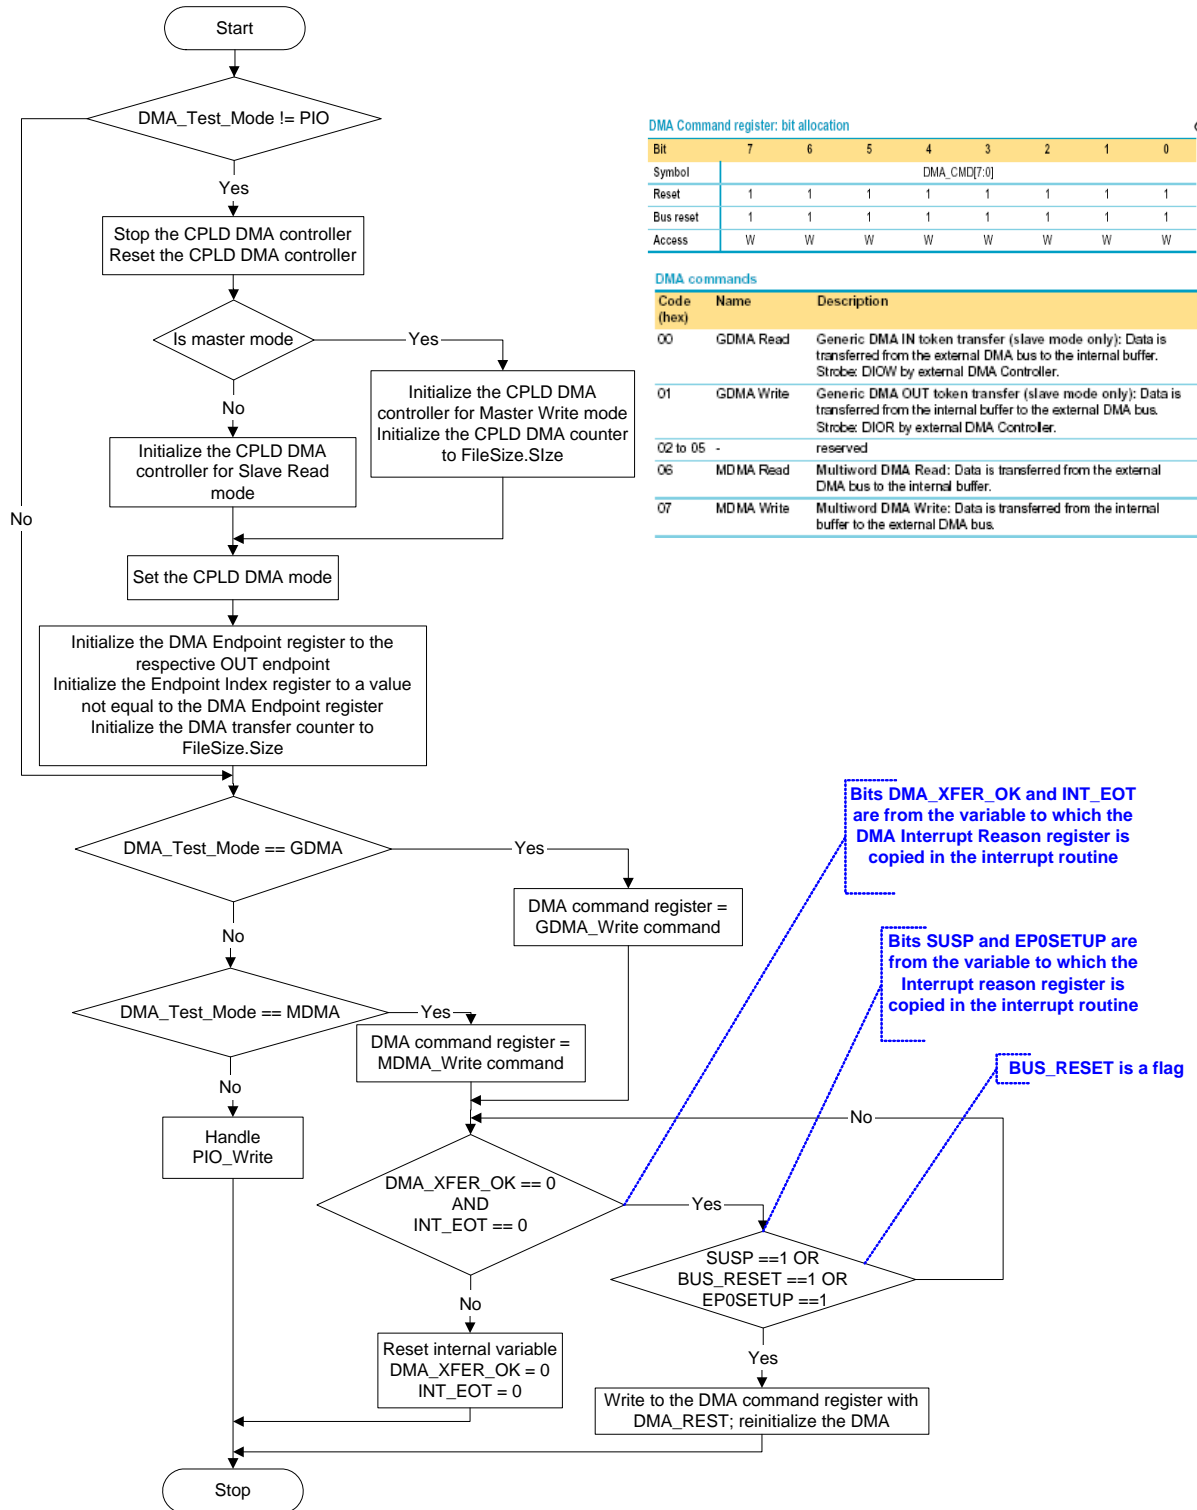 Start
DMA_Test_Mode != PIO
Yes
Stop the CPLD DMA controller
Reset the CPLD DMA controller
Is master mode
Yes
Initialize the CPLD DMA
controller for Master Write mode
Initialize the CPLD DMA counter
to FileSize.SIze
No
Initialize the CPLD DMA
controller for Slave Read
mode
No
Set the CPLD DMA mode
Initialize the DMA Endpoint register to the
respective OUT endpoint
Initialize the Endpoint Index register to a value
not equal to the DMA Endpoint register
Initialize the DMA transfer counter to
FileSize.Size
DMA_Test_Mode == GDMA
Yes
DMA command register =
GDMA_Write command
No
DMA_Test_Mode == MDMA
Yes
DMA command register =
MDMA_Write command
No
Handle
PIO_Write
DMA_XFER_OK == 0
AND
INT_EOT == 0
Yes
No
SUSP ==1 OR
BUS_RESET ==1 OR
EP0SETUP ==1
No
Reset internal variable
DMA_XFER_OK = 0
INT_EOT = 0
Yes
Write to the DMA command register with
DMA_REST; reinitialize the DMA
Stop
DMA Command register: bit allocation
Bit 7 6 5 4 3 2 1 0
Symbol DMA_CMD[7:0]
Reset 1 1 1 1 1 1 1 1
Bus reset 1 1 1 1 1 1 1 1
Access W W W W W W W W
DMA commands
Code Name Description
(hex)
00 GDMA Read Generic DMA IN token transfer (slave mode only): Data is
transferred from the external DMA bus to the internal buffer.
Strobe: DIOW by external DMA Controller.
01 GDMA Write Generic DMA OUT token transfer (slave mode only): Data is
transferred from the internal buffer to the external DMA bus.
Strobe: DIOR by external DMA Controller.
02 to 05 - reserved
06 MDMA Read Multiword DMA Read: Data is transferred from the external
DMA bus to the internal buffer.
07 MDMA Write Multiword DMA Write: Data is transferred from the internal
buffer to the external DMA bus.
Bits DMA_XFER_OK and INT_EOT
are from the variable to which the
DMA Interrupt Reason register is
copied in the interrupt routine
Bits SUSP and EP0SETUP are
from the variable to which the
Interrupt reason register is
copied in the interrupt routine
BUS_RESET is a flag